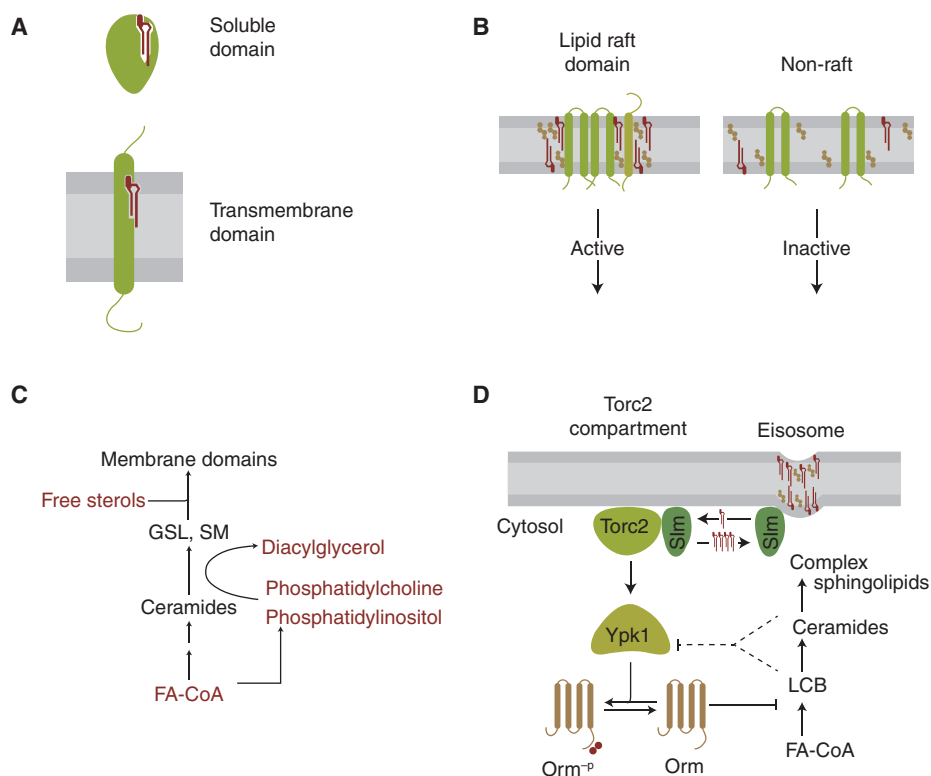 A
Soluble
domain
Transmembrane
domain
B
Lipid raft
domain
Non-raft
Active
Inactive
C
Membrane domains
Free sterols
GSL, SM
Diacylglycerol
Phosphatidylcholine
Ceramides
Phosphatidylinositol
FA-CoA
D
Torc2
compartment
Eisosome
Cytosol
Torc2
Slm
Slm
Complex
sphingolipids
Ypk1
Ceramides
LCB
Orm–p
Orm
FA-CoA